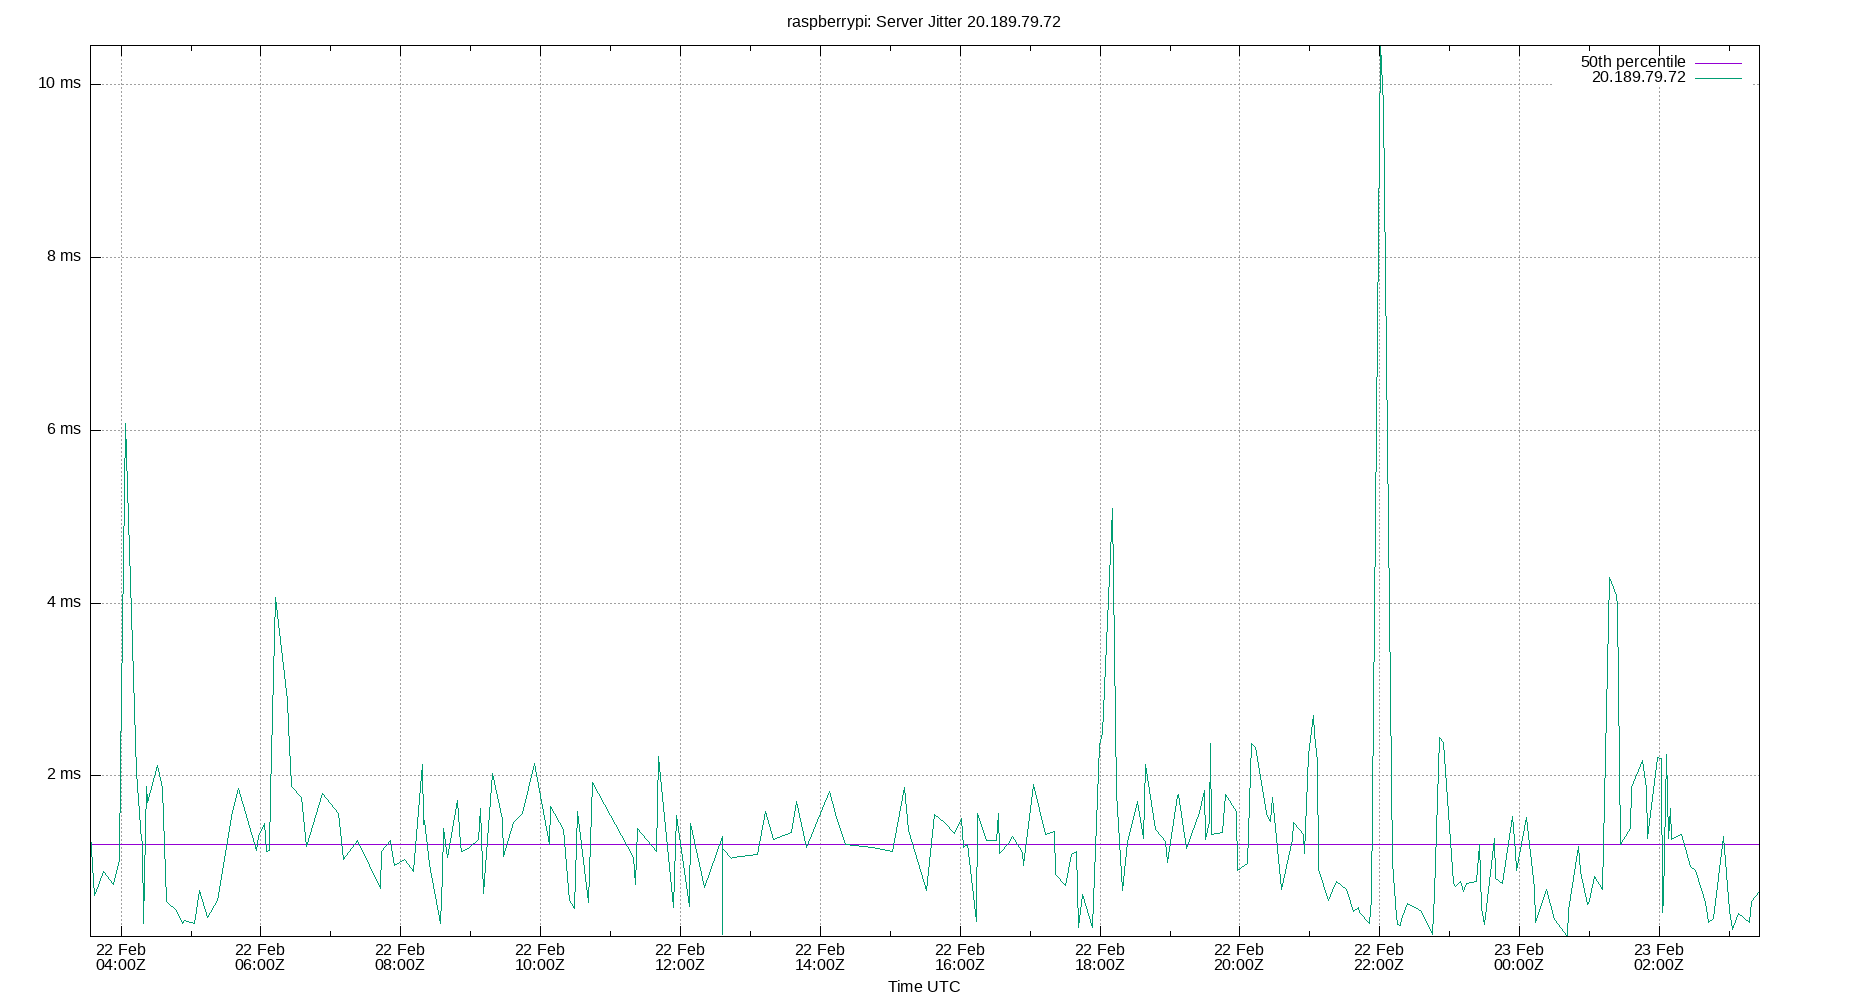 raspberrypi: Server Jitter 20.189.79.72
50th percentile
20.189.79.72
10 ms
8 ms
6 ms
4 ms
2 ms
22 Feb 22 Feb 22 Feb 22 Feb 22 Feb 22 Feb 22 Feb 22 Feb 22 Feb 22 Feb 23 Feb 23 Feb
04:00Z 06:00Z 08:00Z 10:00Z 12:00Z 14:00Z 16:00Z 18:00Z 20:00Z 22:00Z 00:00Z 02:00Z
Time UTC